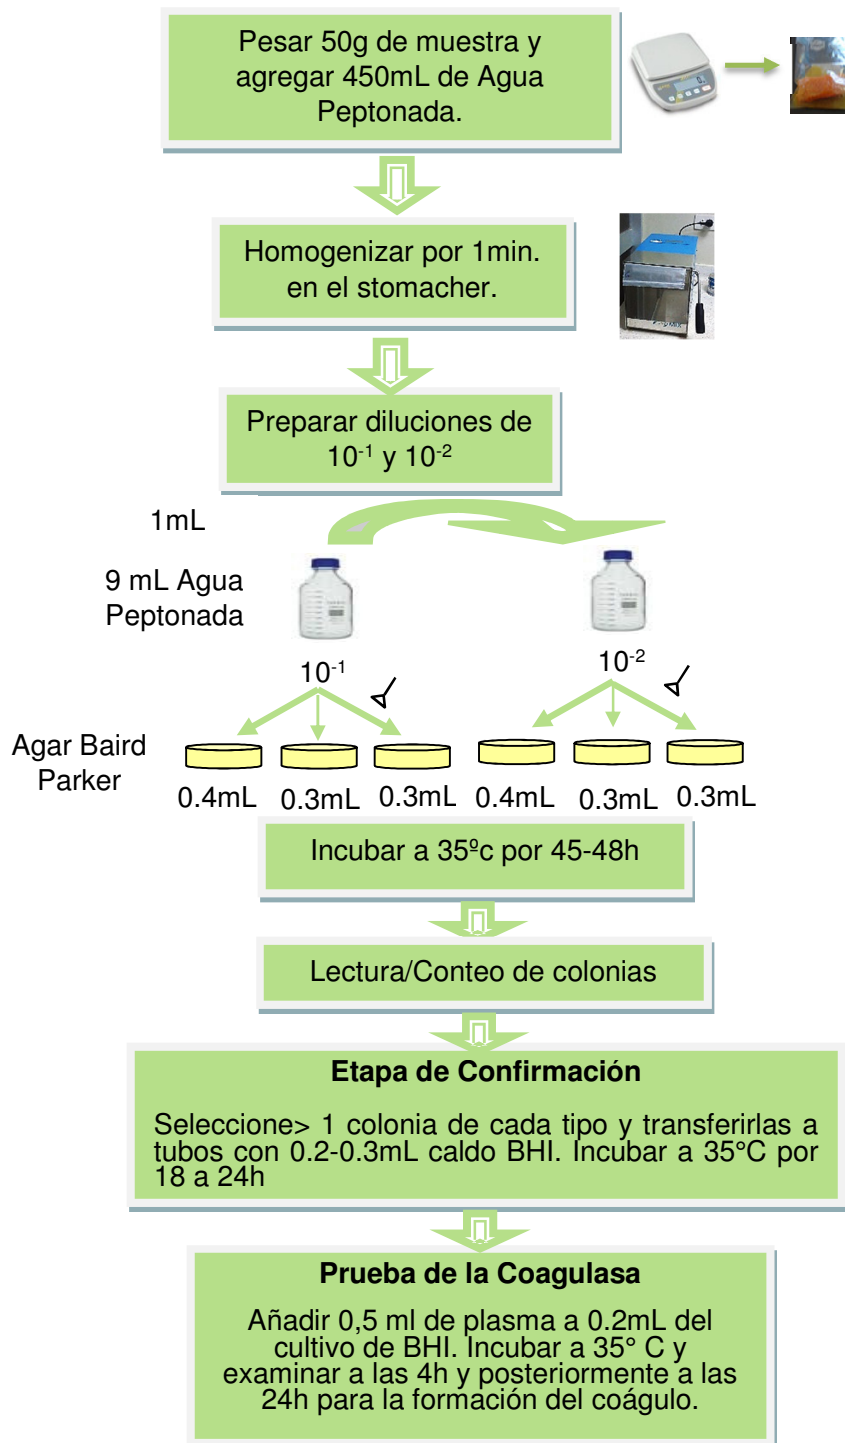 Pesar 50g de muestra y
agregar 450mL de Agua
Peptonada.
Homogenizar por 1min.
en el stomacher.
Preparar diluciones de
10⁻¹ y 10⁻²
1mL
9 mL Agua
Peptonada
10⁻¹
10⁻²
Agar Baird
Parker
0.4mL 0.3mL 0.3mL 0.4mL 0.3mL 0.3mL
Incubar a 35ºc por 45-48h
Lectura/Conteo de colonias
Etapa de Confirmación
Seleccione> 1 colonia de cada tipo y transferirlas a
tubos con 0.2-0.3mL caldo BHI. Incubar a 35°C por
18 a 24h
Prueba de la Coagulasa
Añadir 0,5 ml de plasma a 0.2mL del
cultivo de BHI. Incubar a 35° C y
examinar a las 4h y posteriormente a las
24h para la formación del coágulo.